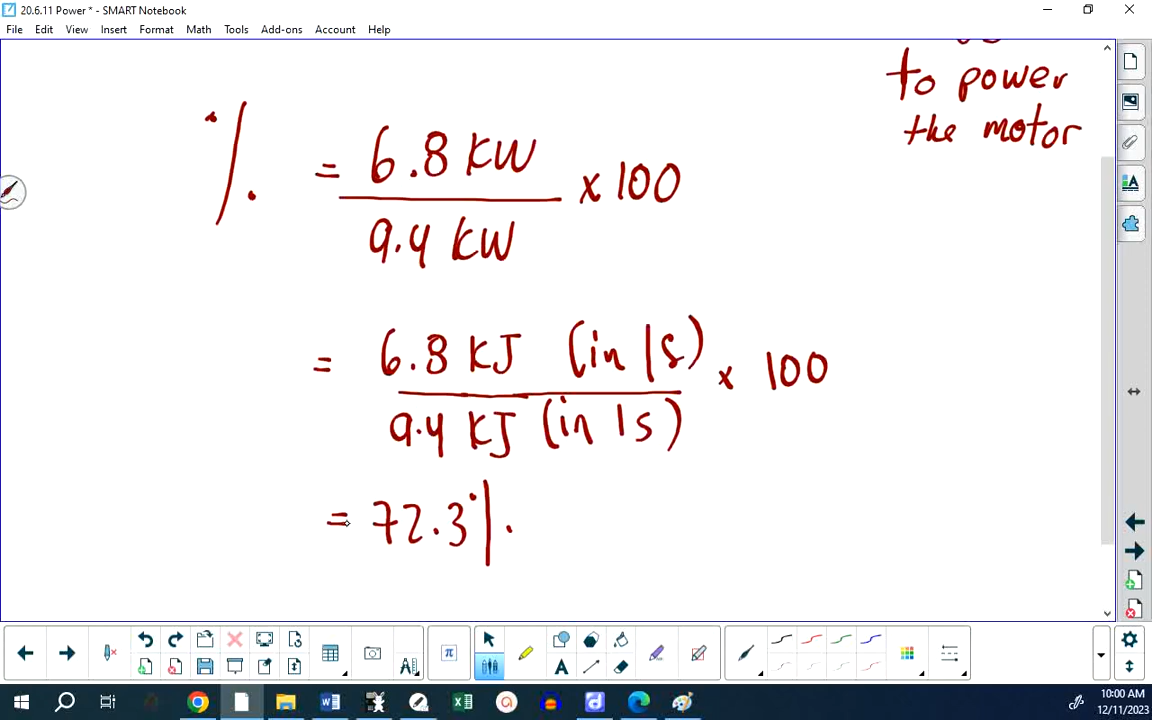 20.6.11 Power * - SMART Notebook
File Edit View Insert Format Math Tools Add-ons Account Help
to power
the motor
% = 6.8 KW
9.4 KW
× 100
= 6.8 KJ (in 1s)
9.4 KJ (in 1s)
× 100
= 72.3%
π
A
10:00 AM
12/11/2023